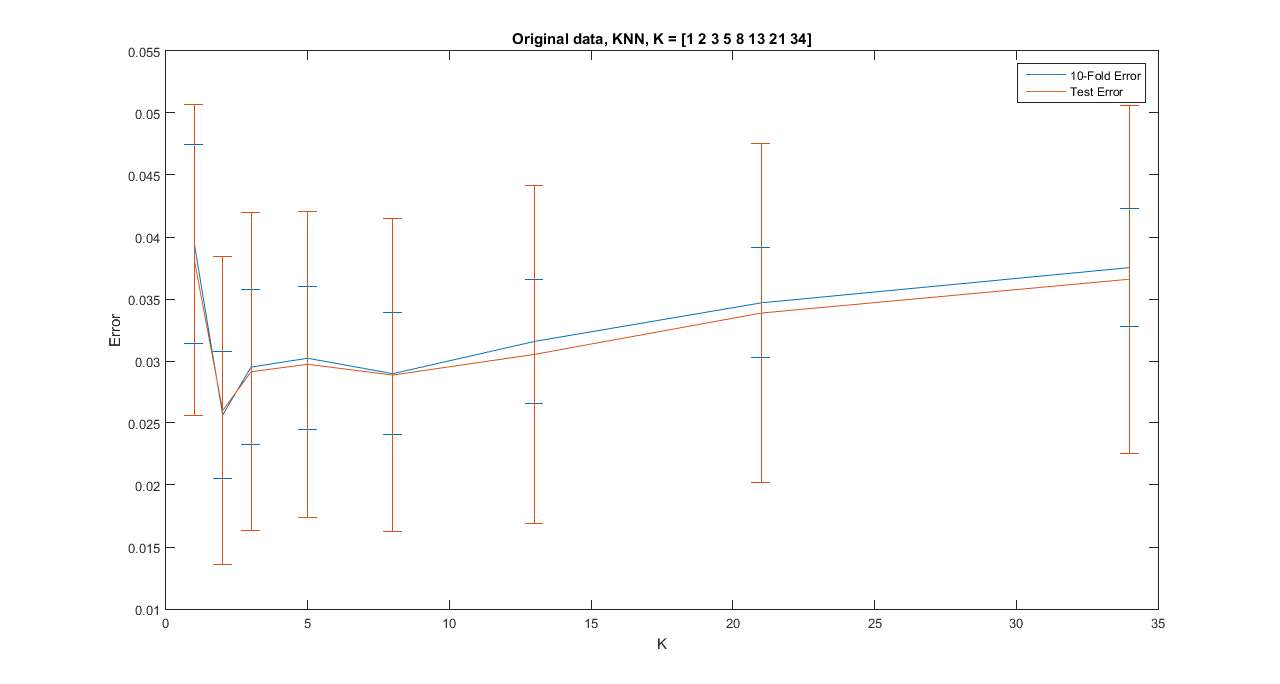 Original data, KNN, K = [1 2 3 5 8 13 21 34]
0.055
0.05
0.045
0.04
0.035
0.03
0.025
0.02
0.015
0.01
Error
10-Fold Error
Test Error
0 5 10 15 20 25 30 35
K